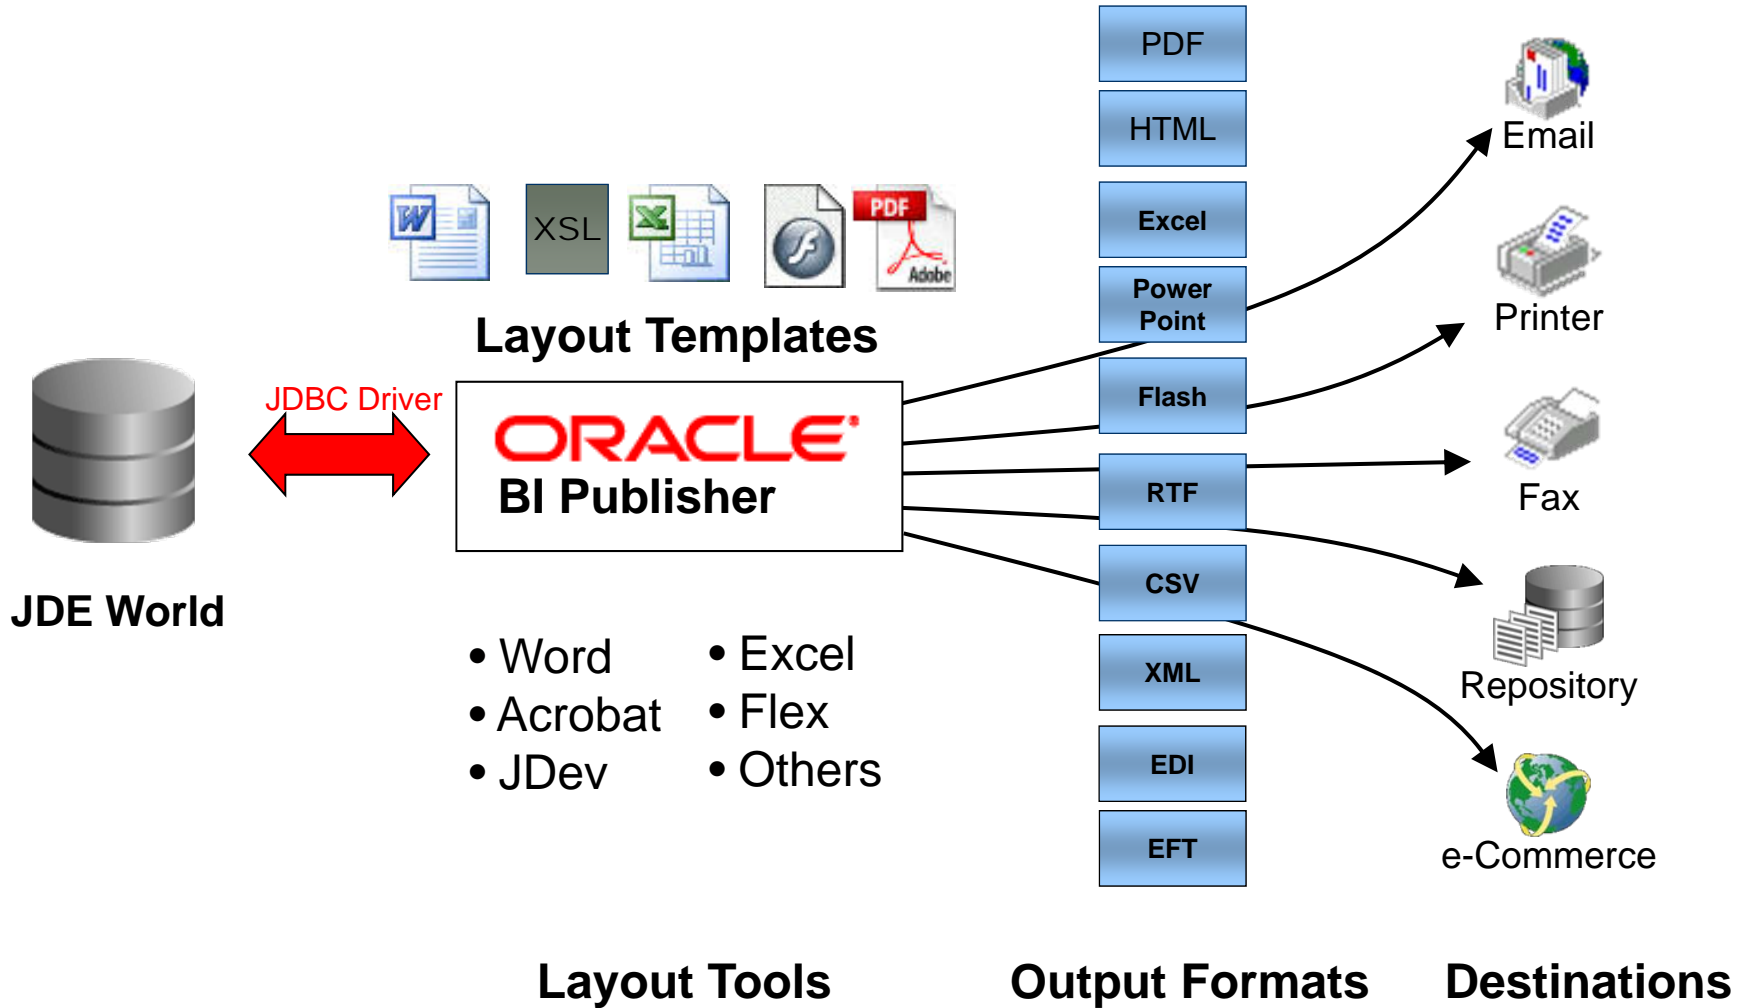 PDF
HTML
Excel
Power
Point
Flash
RTF
CSV
XML
EDI
EFT
Email
Printer
Fax
Repository
e-Commerce
W
XSL
X
PDF
Adobe
Layout Templates
JDBC Driver
ORACLE
BI Publisher
JDE World
• Word
• Acrobat
• JDev
• Excel
• Flex
• Others
Layout Tools
Output Formats
Destinations